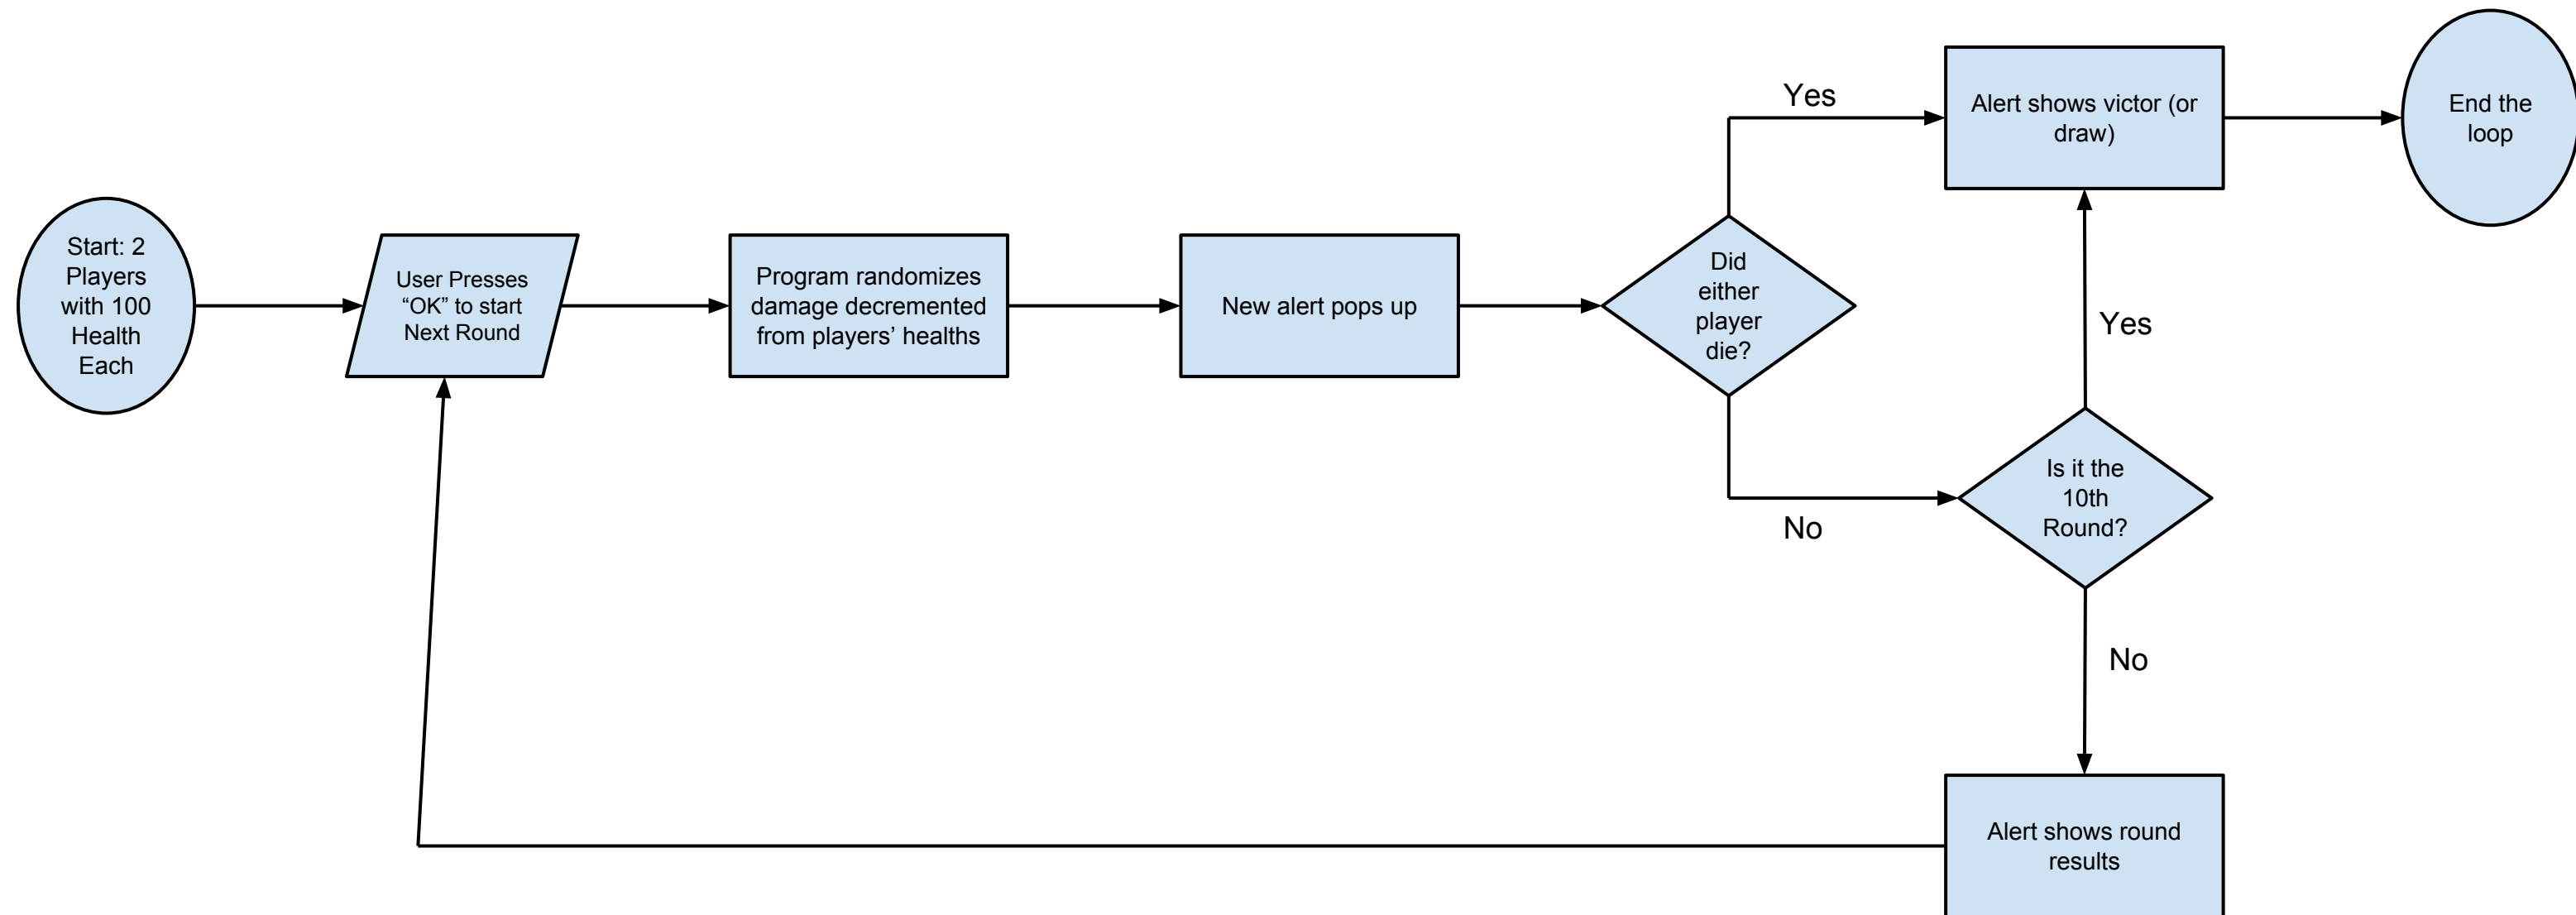 Start: 2
Players
with 100
Health
Each
User Presses
“OK” to start
Next Round
Program randomizes
damage decremented
from players’ healths
New alert pops up
Did
either
player
die?
Yes
No
Alert shows victor (or
draw)
End the
loop
Is it the
10th
Round?
Yes
No
Alert shows round
results